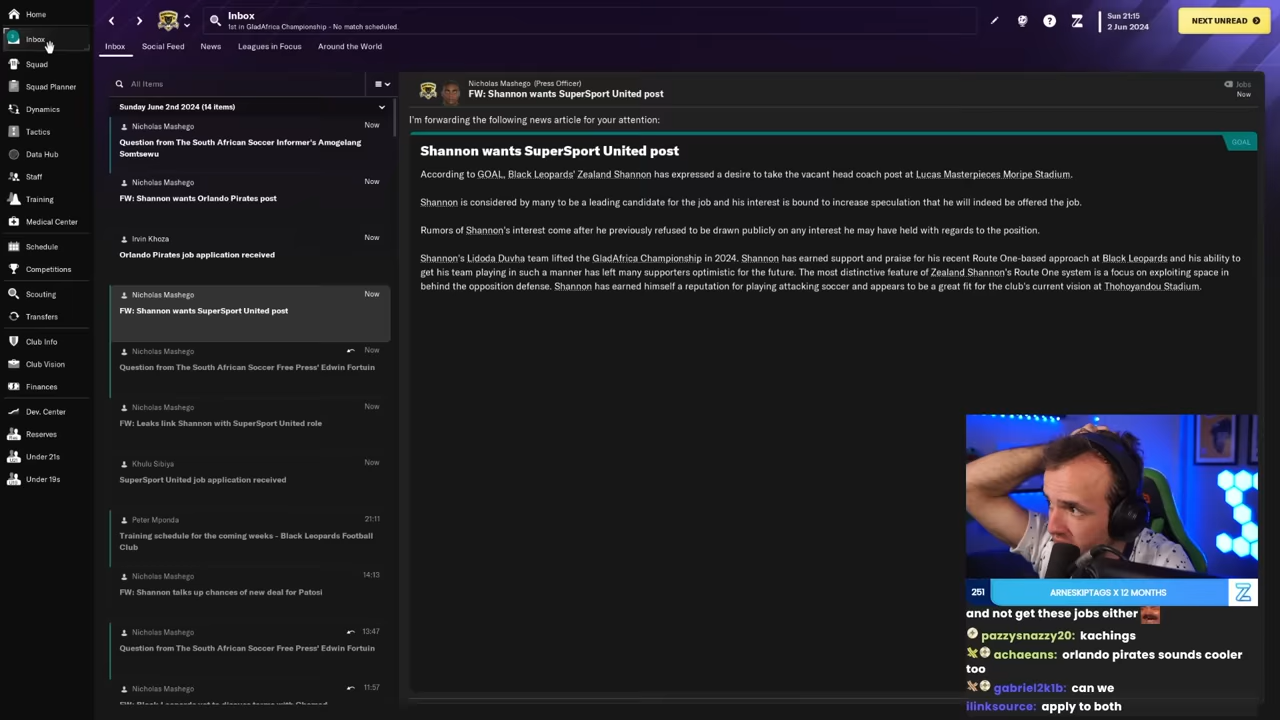 Home
Inbox
Squad
Squad Planner
Dynamics
Tactics
Data Hub
Staff
Training
Medical Center
Schedule
Competitions
Scouting
Transfers
Club Info
Club Vision
Finances
Dev. Center
Reserves
Under 21s
Under 19s
Inbox
1st in GladAfrica Championship - No match scheduled.
Sun 21:15
2 Jun 2024
NEXT UNREAD
Inbox
Social Feed
News
Leagues in Focus
Around the World
All Items
Sunday June 2nd 2024 (14 items)
Nicholas Mashego
Now
Question from The South African Soccer Informer's Amogelang
Somtsewu
Nicholas Mashego
Now
FW: Shannon wants Orlando Pirates post
Irvin Khoza
Now
Orlando Pirates job application received
Nicholas Mashego
Now
FW: Shannon wants SuperSport United post
Nicholas Mashego
Now
Question from The South African Soccer Free Press' Edwin Fortuin
Nicholas Mashego
Now
FW: Leaks link Shannon with SuperSport United role
Khulu Sibiya
Now
SuperSport United job application received
Peter Mponda
21:11
Training schedule for the coming weeks - Black Leopards Football
Club
Nicholas Mashego
14:13
FW: Shannon talks up chances of new deal for Patosi
Nicholas Mashego
13:47
Question from The South African Soccer Free Press' Edwin Fortuin
Nicholas Mashego
11:57
Nicholas Mashego (Press Officer)
FW: Shannon wants SuperSport United post
Jobs
Now
I'm forwarding the following news article for your attention:
GOAL
Shannon wants SuperSport United post
According to GOAL, Black Leopards' Zealand Shannon has expressed a desire to take the vacant head coach post at Lucas Masterpieces Moripe Stadium.
Shannon is considered by many to be a leading candidate for the job and his interest is bound to increase speculation that he will indeed be offered the job.
Rumors of Shannon's interest come after he previously refused to be drawn publicly on any interest he may have held with regards to the position.
Shannon's Lidoda Duvha team lifted the GladAfrica Championship in 2024. Shannon has earned support and praise for his recent Route One-based approach at Black Leopards and his ability to
get his team playing in such a manner has left many supporters optimistic for the future. The most distinctive feature of Zealand Shannon's Route One system is a focus on exploiting space in
behind the opposition defense. Shannon has earned himself a reputation for playing attacking soccer and appears to be a great fit for the club's current vision at Thohoyandou Stadium.
251
ARNESKIPTAGS X 12 MONTHS
and not get these jobs either
pazzysnazzy20: kachings
achaeans: orlando pirates sounds cooler
too
gabriel2k1b: can we
ilinksource: apply to both